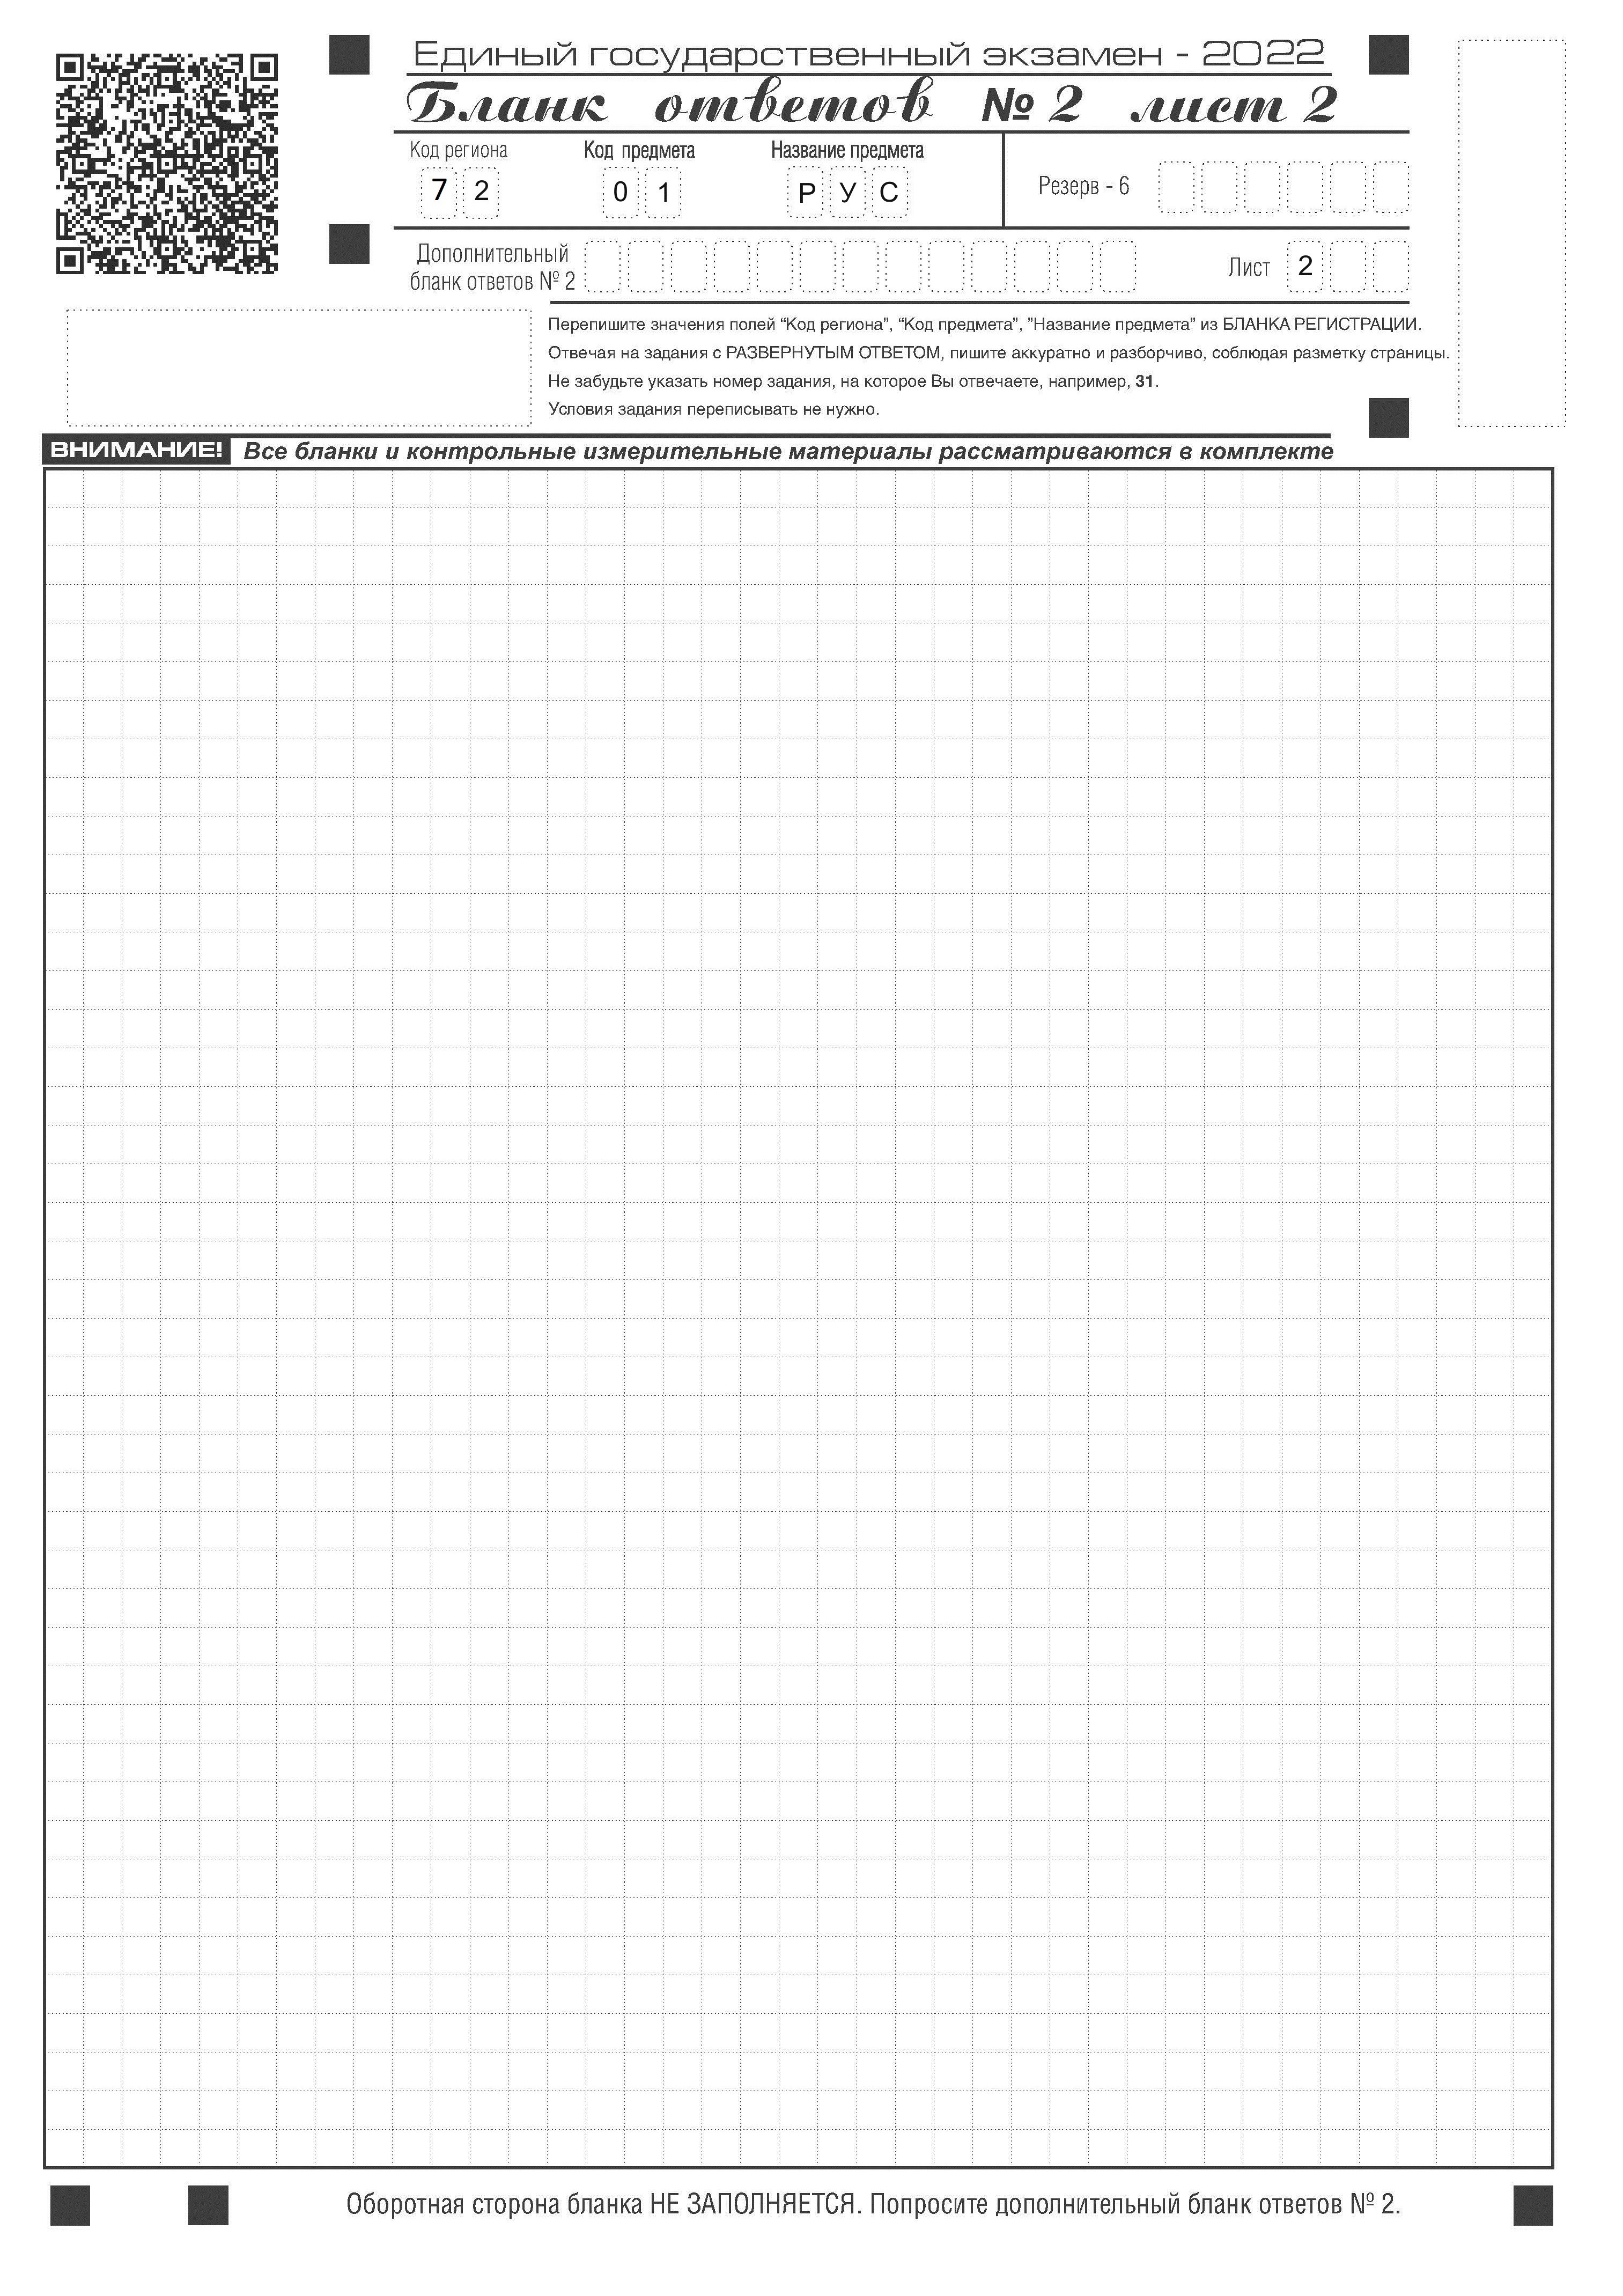 Единый государственный экзамен - 2022
Бланк ответов № 2 лист 2
Код региона Код предмета Название предмета
7 2 0 1 Р У С
Резерв - 6
Дополнительный
бланк ответов № 2
Лист 2
Перепишите значения полей “Код региона”, “Код предмета”, ”Название предмета” из БЛАНКА РЕГИСТРАЦИИ.
Отвечая на задания с РАЗВЕРНУТЫМ ОТВЕТОМ, пишите аккуратно и разборчиво, соблюдая разметку страницы.
Не забудьте указать номер задания, на которое Вы отвечаете, например, 31.
Условия задания переписывать не нужно.
ВНИМАНИЕ! Все бланки и контрольные измерительные материалы рассматриваются в комплекте
Оборотная сторона бланка НЕ ЗАПОЛНЯЕТСЯ. Попросите дополнительный бланк ответов № 2.